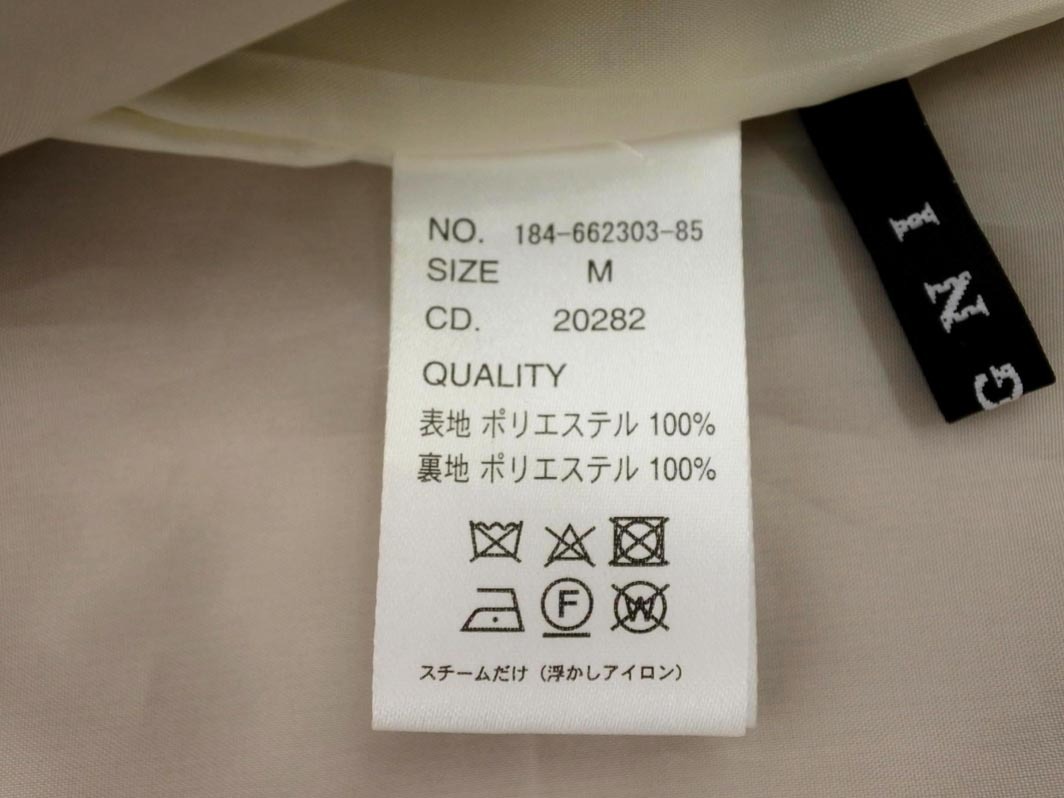 NO. 184-662303-85
SIZE M
CD. 20282
QUALITY
表地 ポリエステル 100%
裏地 ポリエステル 100%
F W
スチームだけ（浮かしアイロン）
ING